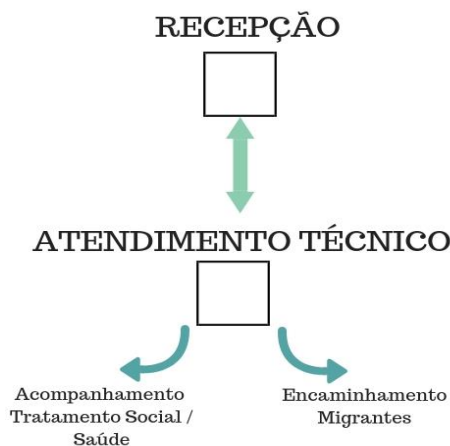 RECEPÇÃO
ATENDIMENTO TÉCNICO
Acompanhamento
Tratamento Social /
Saúde
Encaminhamento
Migrantes